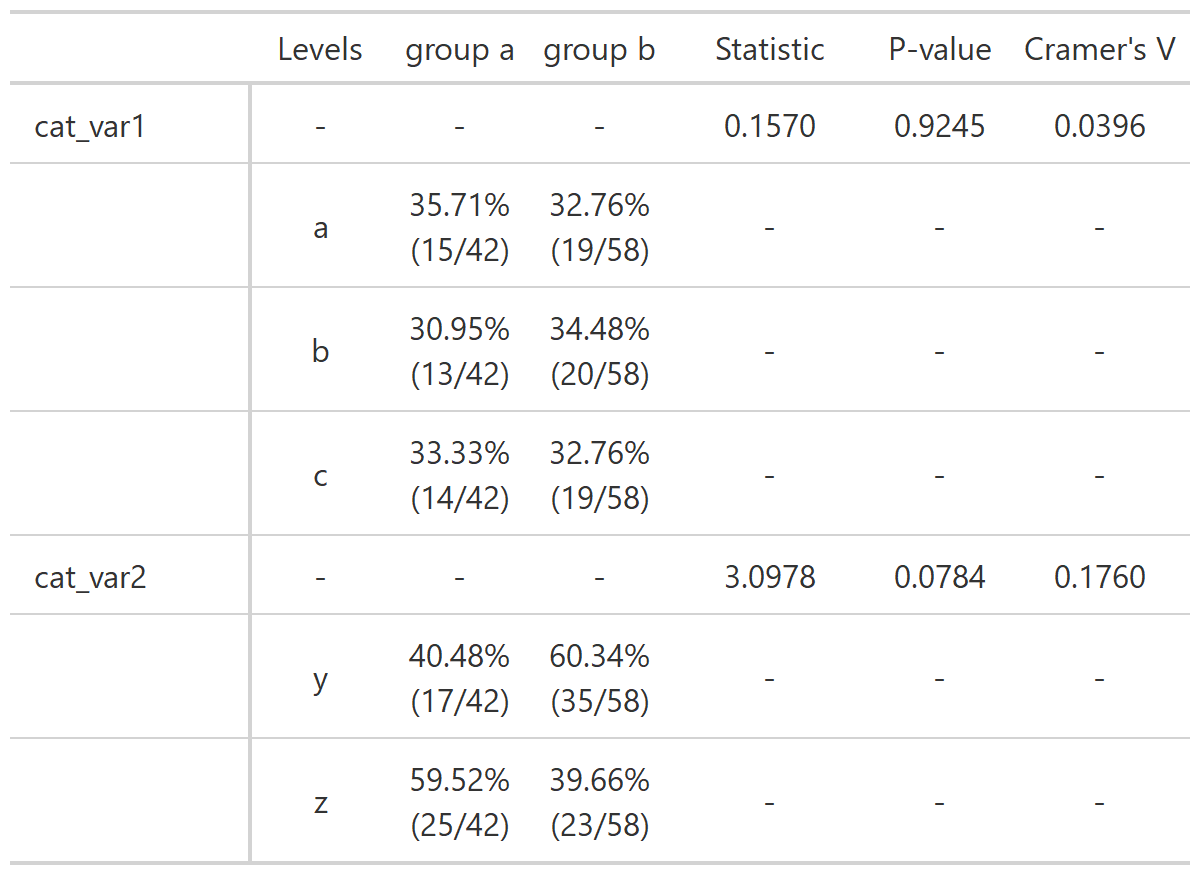 Levels group a group b Statistic P-value Cramer's V
cat_var1 - - - 0.1570 0.9245 0.0396
35.71% 32.76%
a - - -
(15/42) (19/58)
30.95% 34.48%
b - - -
(13/42) (20/58)
33.33% 32.76%
c - - -
(14/42) (19/58)
cat_var2 - - - 3.0978 0.0784 0.1760
40.48% 60.34%
y - - -
(17/42) (35/58)
59.52% 39.66%
z - - -
(25/42) (23/58)